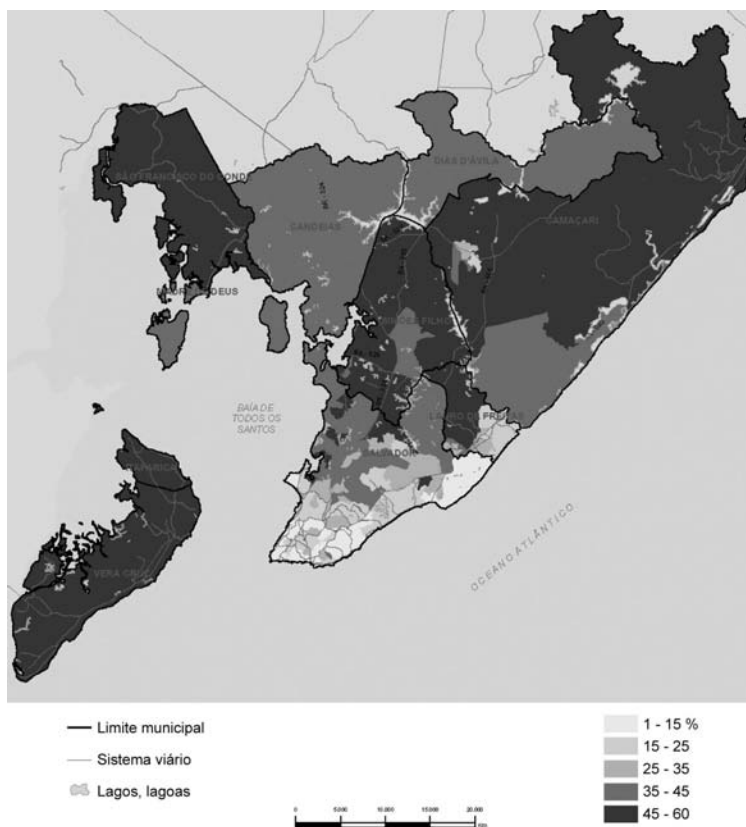 SÃO FRANCISCO DO CONDE
DIAS D'ÁVILA
CAMAÇARI
CANDEIAS
MADRE DE DEUS
SIMÕES FILHO
LAURO DE FREITAS
BAÍA DE
TODOS OS
SANTOS
SALVADOR
ITAPARICA
VERA CRUZ
OCEANO ATLÂNTICO
Limite municipal
Sistema viário
Lagos, lagoas
1 - 15 %
15 - 25
25 - 35
35 - 45
45 - 60
0 5.000 10.000 15.000 20.000